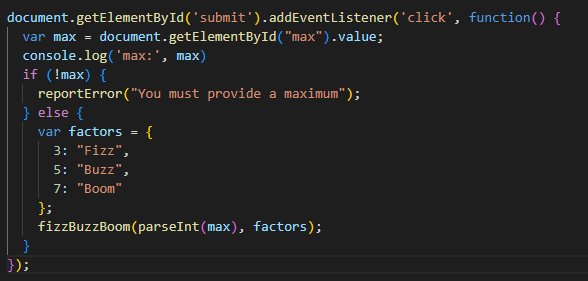 document.getElementById('submit').addEventListener('click', function() {
  var max = document.getElementById("max").value;
  console.log('max:', max)
  if (!max) {
    reportError("You must provide a maximum");
  } else {
    var factors = {
      3: "Fizz",
      5: "Buzz",
      7: "Boom"
    };
    fizzBuzzBoom(parseInt(max), factors);
  }
});